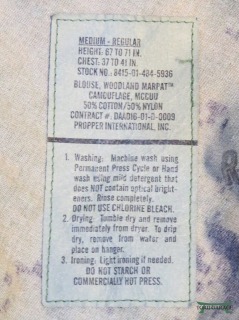 MEDIUM - REGULAR
HEIGHT: 67 TO 71 IN.
CHEST: 37 TO 41 IN.
STOCK NO. 8415-01-484-5936
BLOUSE, WOODLAND MARPAT™
CAMOUFLAGE, MCCUU
50% COTTON/50% NYLON
CONTRACT #. DAAD16-01-D-0009
PROPPER INTERNATIONAL, INC.
1. Washing: Machine wash using
Permanent Press Cycle or Hand
wash using mild detergent that
does NOT contain optical bright-
eners. Rinse completely.
DO NOT USE CHLORINE BLEACH.
2. Drying: Tumble dry and remove
immediately from dryer. To drip
dry, remove from water and
place on hanger.
3. Ironing: Light ironing if needed.
DO NOT STARCH OR
COMMERCIALLY HOT PRESS.